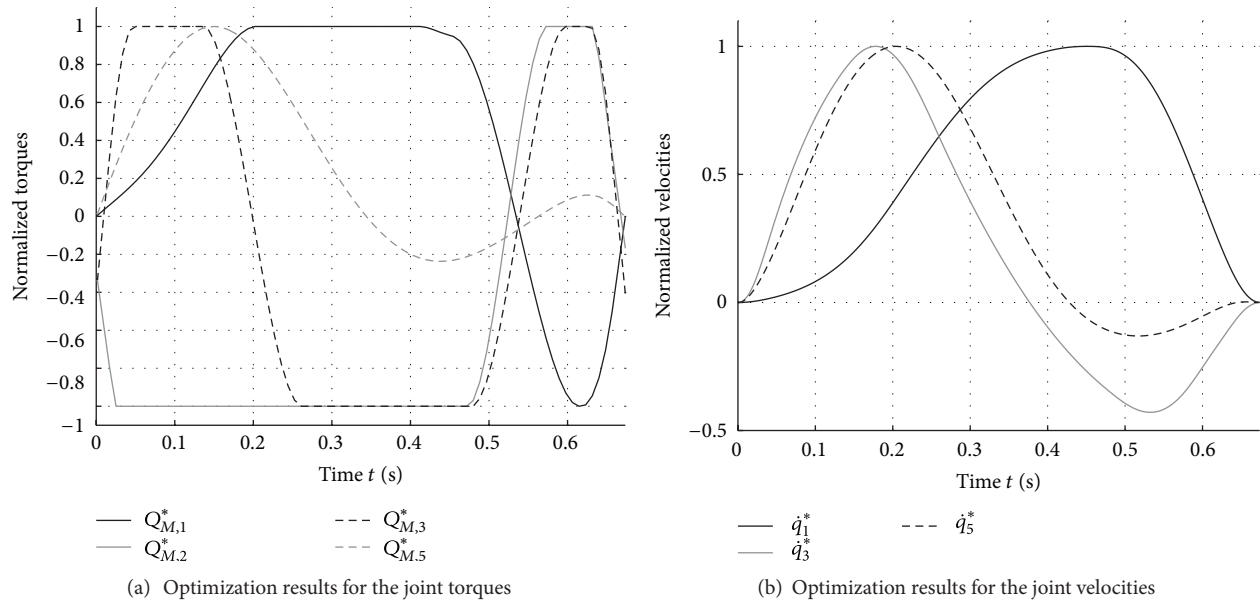 Normalized torques
1
0.8
0.6
0.4
0.2
0
−0.2
−0.4
−0.6
−0.8
−1
0 0.1 0.2 0.3 0.4 0.5 0.6
Time t (s)
Q*M,1
Q*M,2
Q*M,3
Q*M,5
(a) Optimization results for the joint torques
Normalized velocities
1
0.5
0
−0.5
0 0.1 0.2 0.3 0.4 0.5 0.6
Time t (s)
q̇*1
q̇*3
q̇*5
(b) Optimization results for the joint velocities